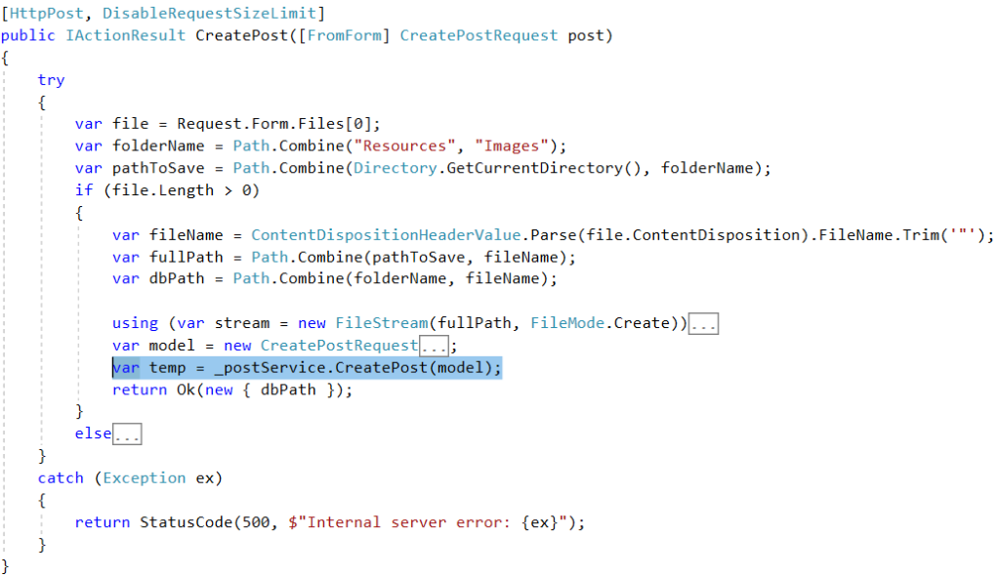 [HttpPost, DisableRequestSizeLimit]
public IActionResult CreatePost([FromForm] CreatePostRequest post)
{
    try
    {
        var file = Request.Form.Files[0];
        var folderName = Path.Combine("Resources", "Images");
        var pathToSave = Path.Combine(Directory.GetCurrentDirectory(), folderName);
        if (file.Length > 0)
        {
            var fileName = ContentDispositionHeaderValue.Parse(file.ContentDisposition).FileName.Trim('"');
            var fullPath = Path.Combine(pathToSave, fileName);
            var dbPath = Path.Combine(folderName, fileName);

            using (var stream = new FileStream(fullPath, FileMode.Create))...
            var model = new CreatePostRequest...;
            var temp = _postService.CreatePost(model);
            return Ok(new { dbPath });
        }
        else...
    }
    catch (Exception ex)
    {
        return StatusCode(500, $"Internal server error: {ex}");
    }
}